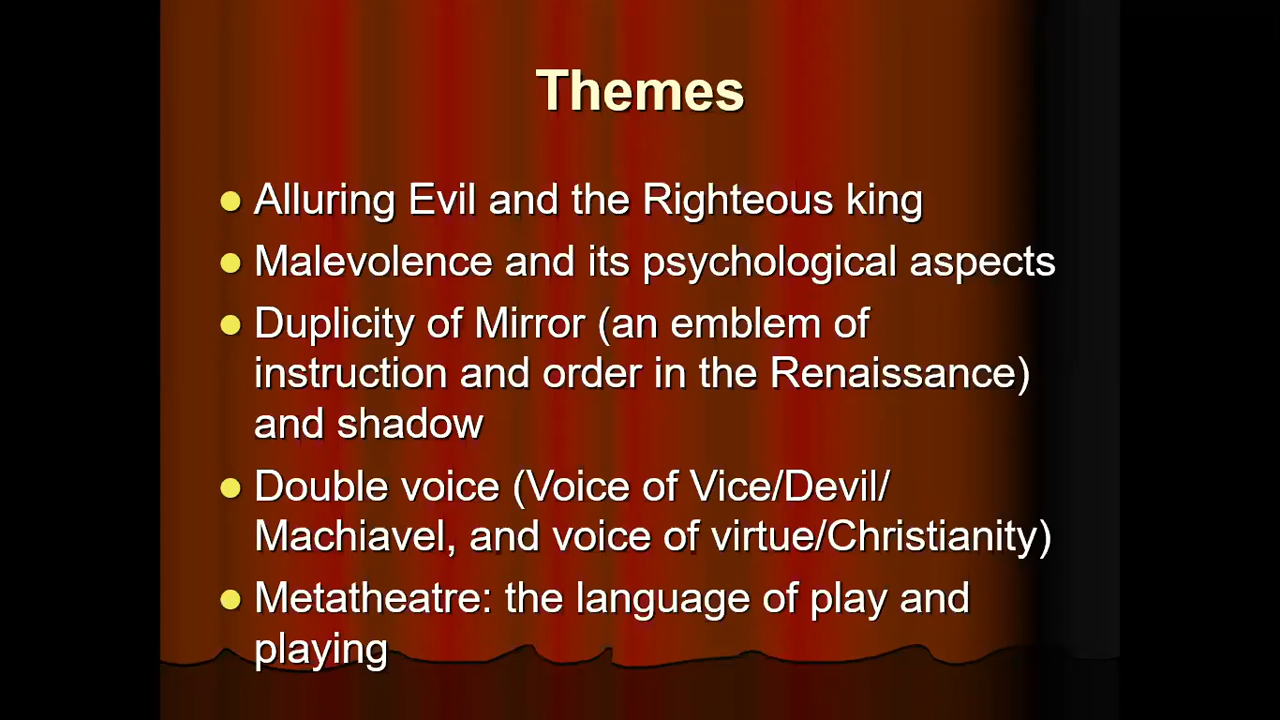 Themes
Alluring Evil and the Righteous king
Malevolence and its psychological aspects
Duplicity of Mirror (an emblem of
instruction and order in the Renaissance)
and shadow
Double voice (Voice of Vice/Devil/
Machiavel, and voice of virtue/Christianity)
Metatheatre: the language of play and
playing